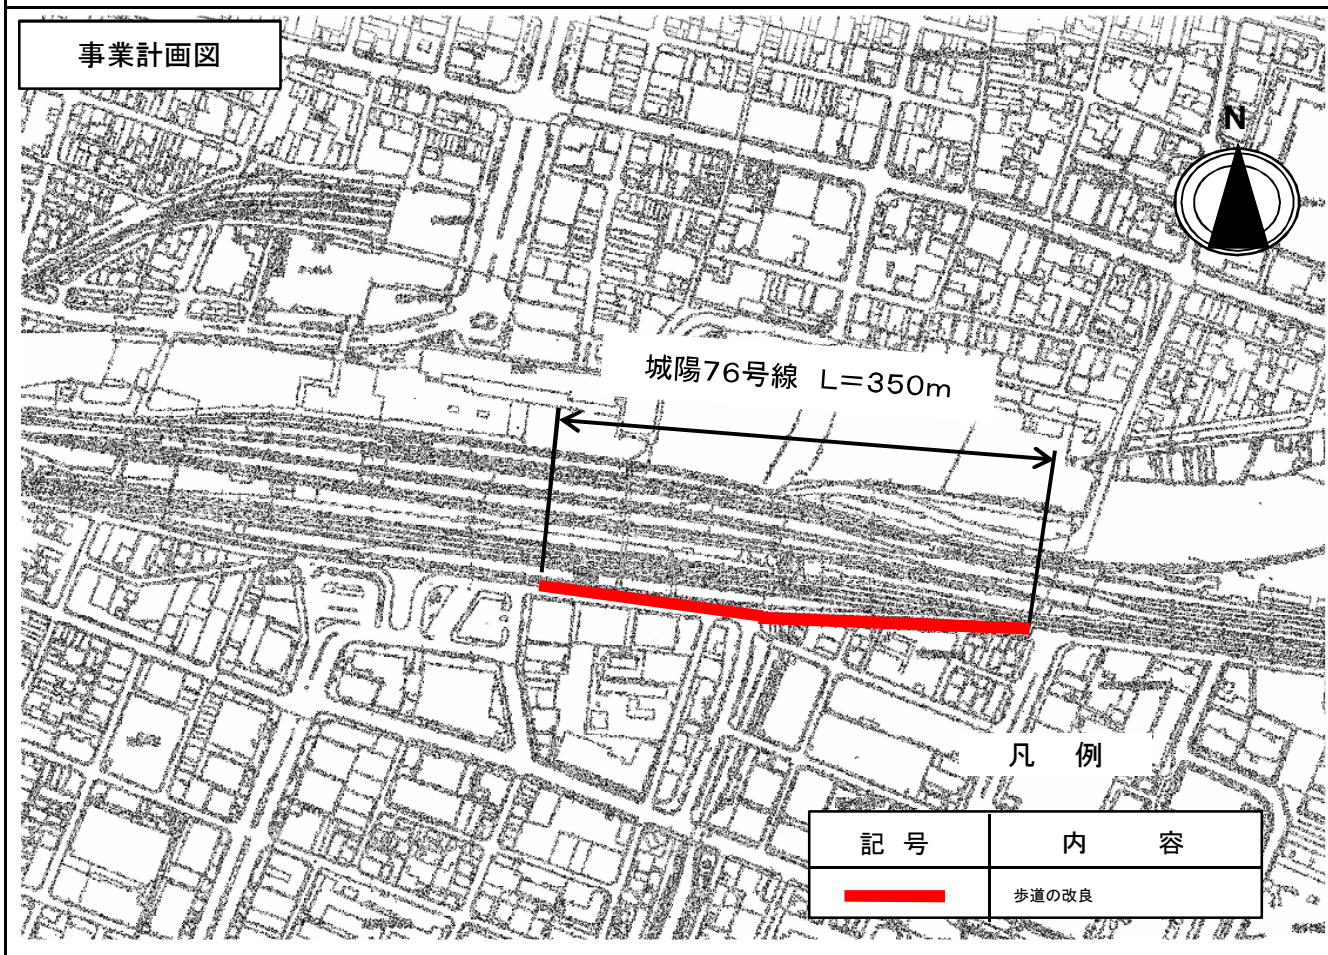 事業計画図
N
城陽76号線 L=350m
凡 例
記 号 内 容
歩道の改良